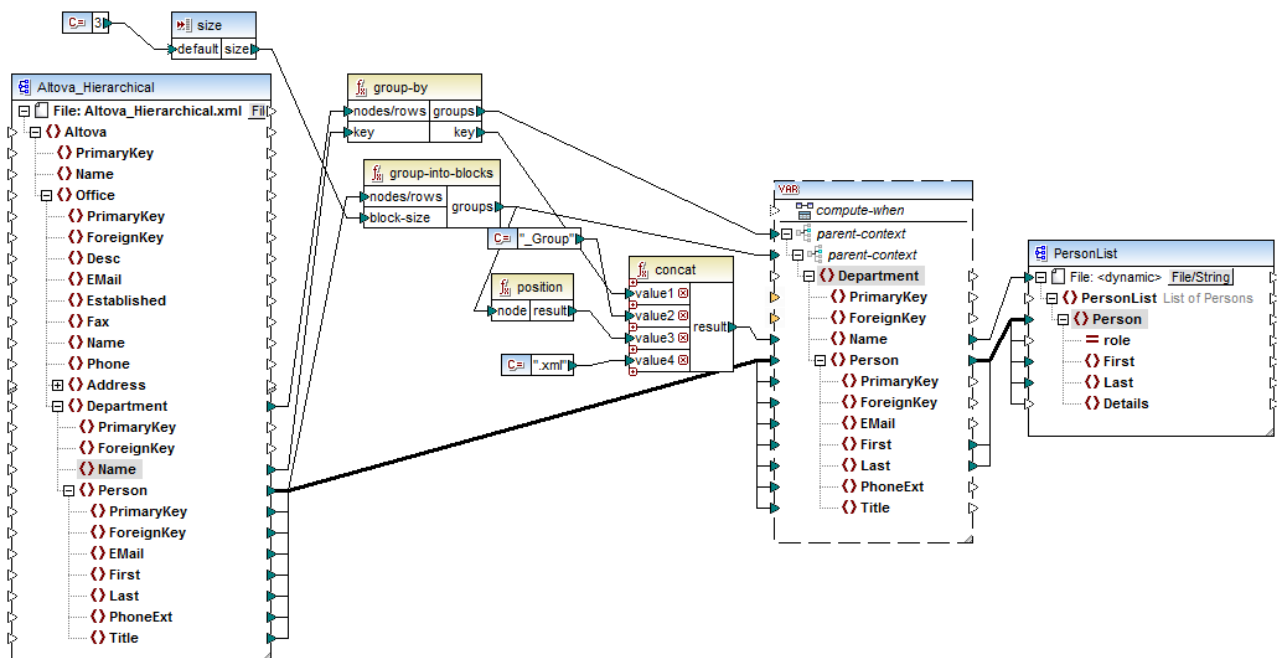 C= 3
size
default size
Altova_Hierarchical
File: Altova_Hierarchical.xml Fil
Altova
PrimaryKey
Name
Office
PrimaryKey
ForeignKey
Desc
EMail
Established
Fax
Name
Phone
Address
Department
PrimaryKey
ForeignKey
Name
Person
PrimaryKey
ForeignKey
EMail
First
Last
PhoneExt
Title
group-by
nodes/rows groups
key key
group-into-blocks
nodes/rows
groups
block-size
C= "_Group"
position
node result
C= ".xml"
concat
value1
value2
result
value3
value4
VAR
compute-when
parent-context
parent-context
Department
PrimaryKey
ForeignKey
Name
Person
PrimaryKey
ForeignKey
EMail
First
Last
PhoneExt
Title
PersonList
File: <dynamic> File/String
PersonList List of Persons
Person
= role
First
Last
Details